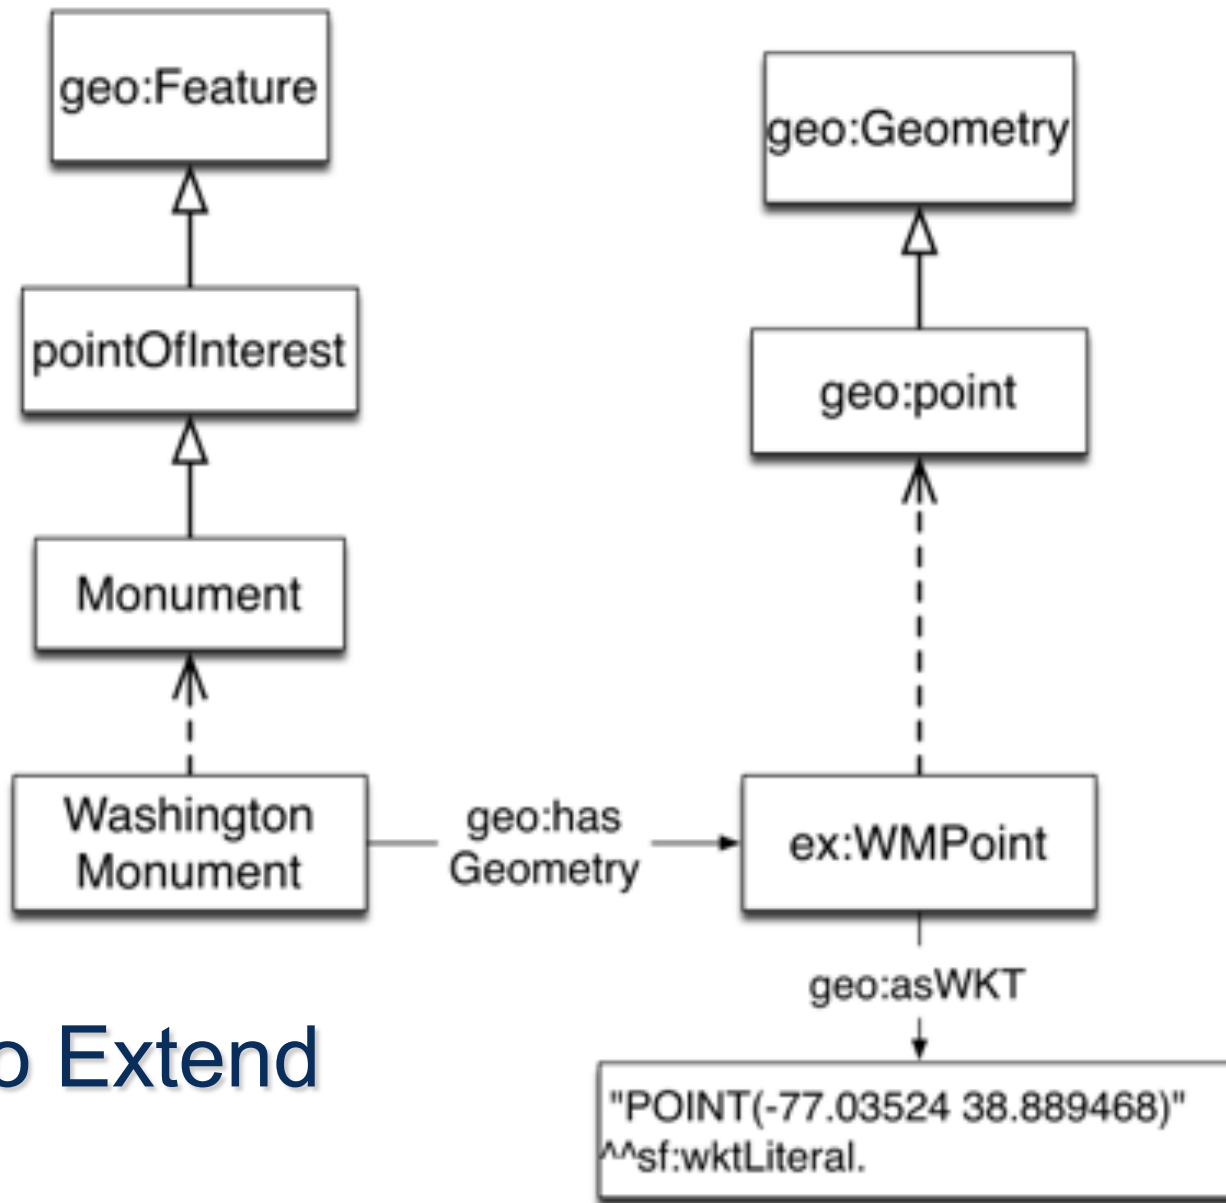 geo:Feature
geo:Geometry
pointOfInterest
geo:point
Monument
Washington
Monument
geo:has
Geometry
ex:WMPoint
geo:asWKT
o Extend
"POINT(-77.03524 38.889468)"
^^sf:wktLiteral.